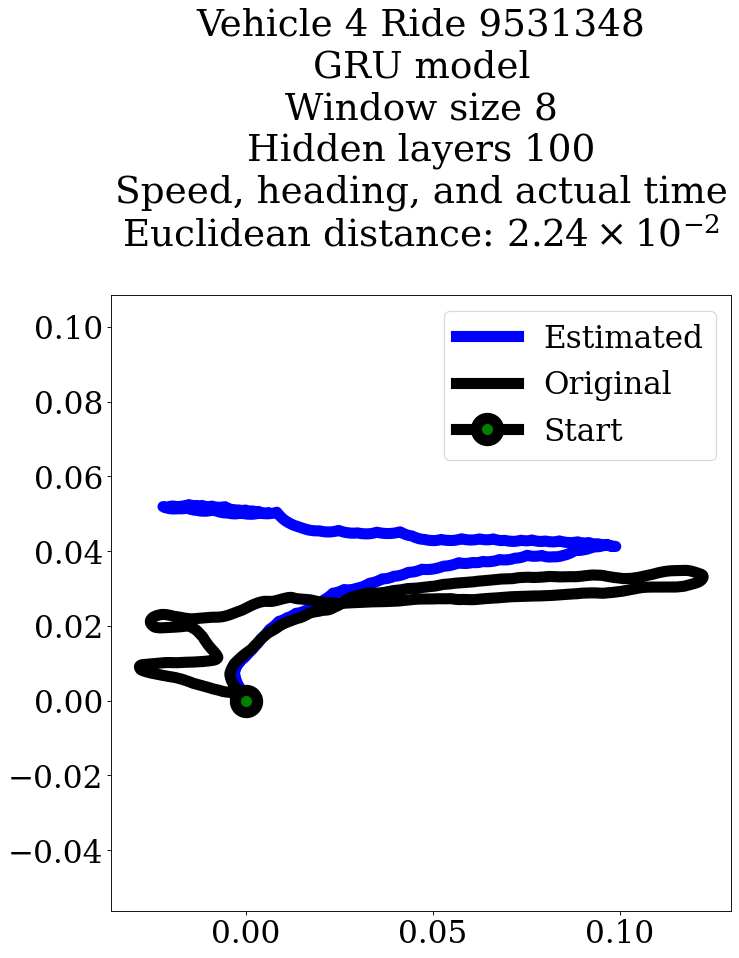 Vehicle 4 Ride 9531348
GRU model
Window size 8
Hidden layers 100
Speed, heading, and actual time
Euclidean distance: 2.24 × 10⁻²
Estimated
Original
Start
0.10
0.08
0.06
0.04
0.02
0.00
−0.02
−0.04
0.00 0.05 0.10